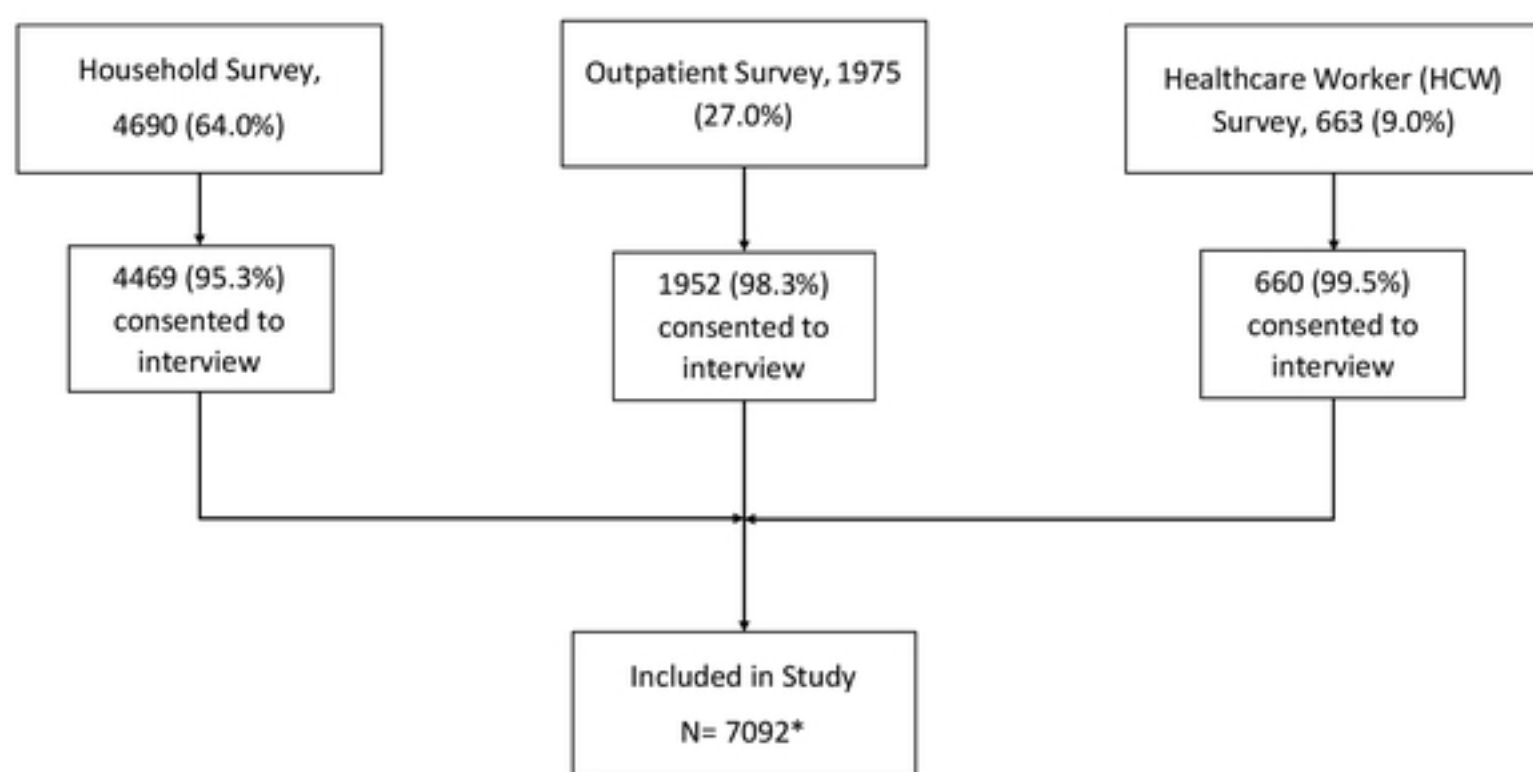 Household Survey,
4690 (64.0%)
Outpatient Survey, 1975
(27.0%)
Healthcare Worker (HCW)
Survey, 663 (9.0%)
4469 (95.3%)
consented to
interview
1952 (98.3%)
consented to
interview
660 (99.5%)
consented to
interview
Included in Study
N= 7092*